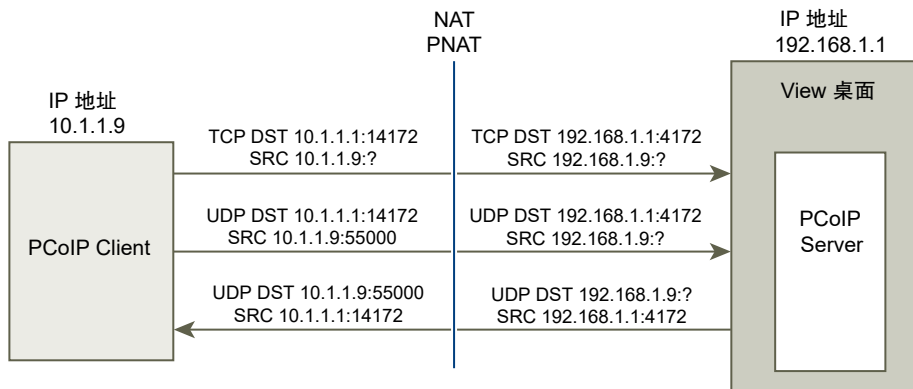 NAT
PNAT
IP 地址
192.168.1.1
View 桌面
IP 地址
10.1.1.9
TCP DST 10.1.1.1:14172
SRC 10.1.1.9:?
TCP DST 192.168.1.1:4172
SRC 192.168.1.9:?
PCoIP Client
UDP DST 10.1.1.1:14172
SRC 10.1.1.9:55000
UDP DST 192.168.1.1:4172
SRC 192.168.1.9:?
PCoIP
Server
UDP DST 10.1.1.9:55000
SRC 10.1.1.1:14172
UDP DST 192.168.1.9:?
SRC 192.168.1.1:4172